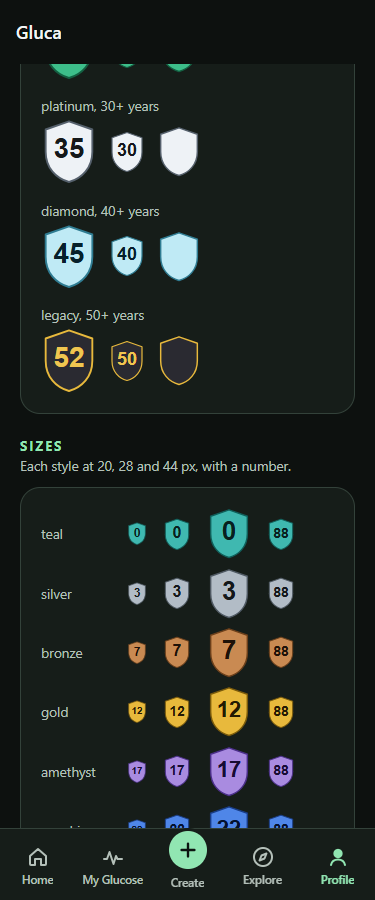 Gluca
platinum, 30+ years
35 30
diamond, 40+ years
45 40
legacy, 50+ years
52 50
SIZES
Each style at 20, 28 and 44 px, with a number.
teal 0 0 0 88
silver 3 3 3 88
bronze 7 7 7 88
gold 12 12 12 88
amethyst 17 17 17 88
Home My Glucose Create Explore Profile